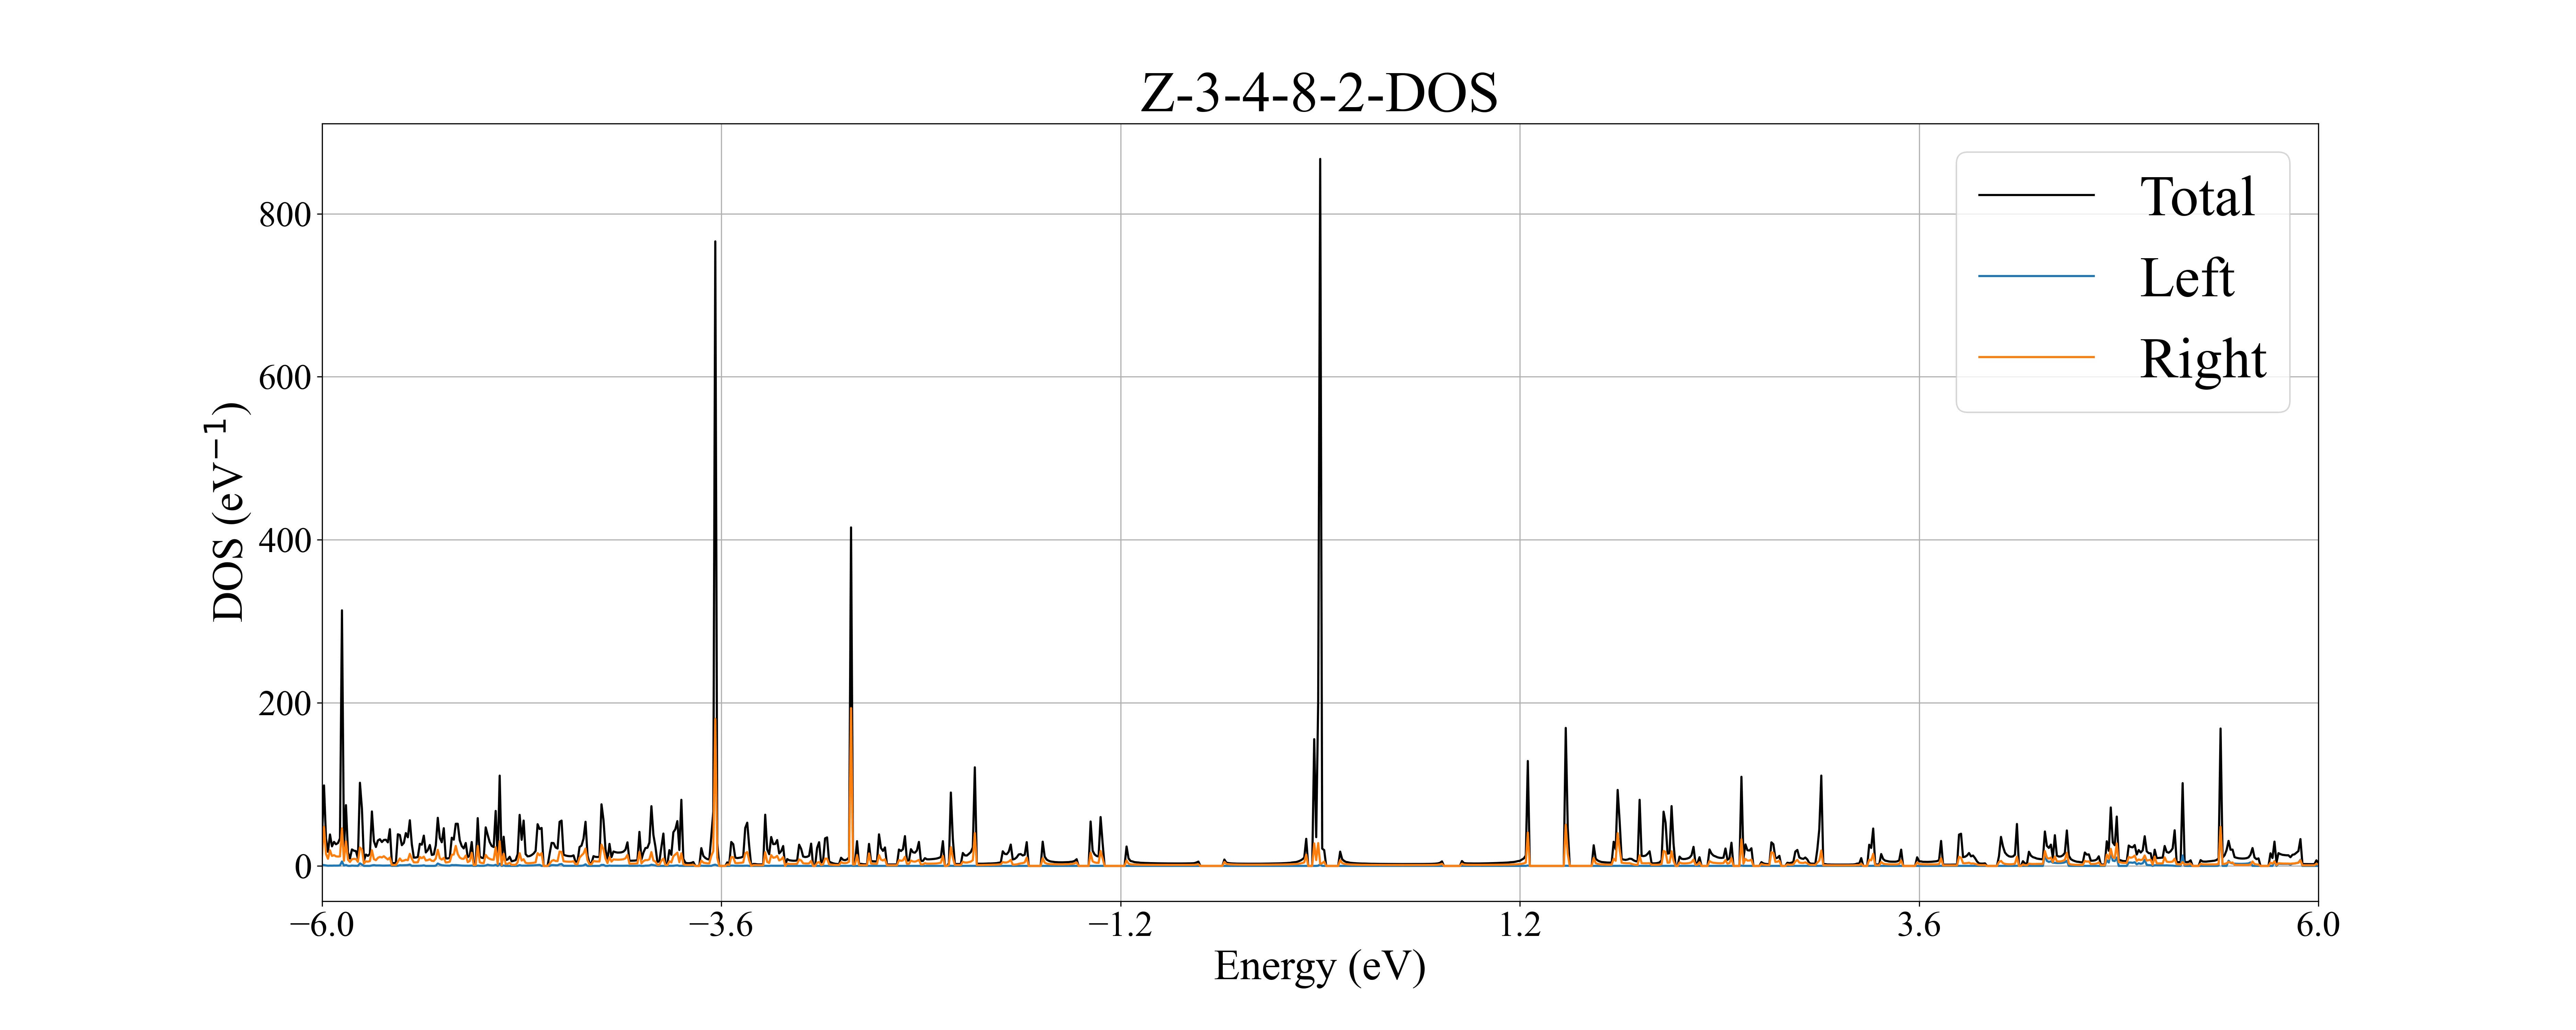 Z-3-4-8-2-DOS
Total
Left
Right
DOS (eV⁻¹)
800
600
400
200
0
−6.0
−3.6
−1.2
1.2
3.6
6.0
Energy (eV)